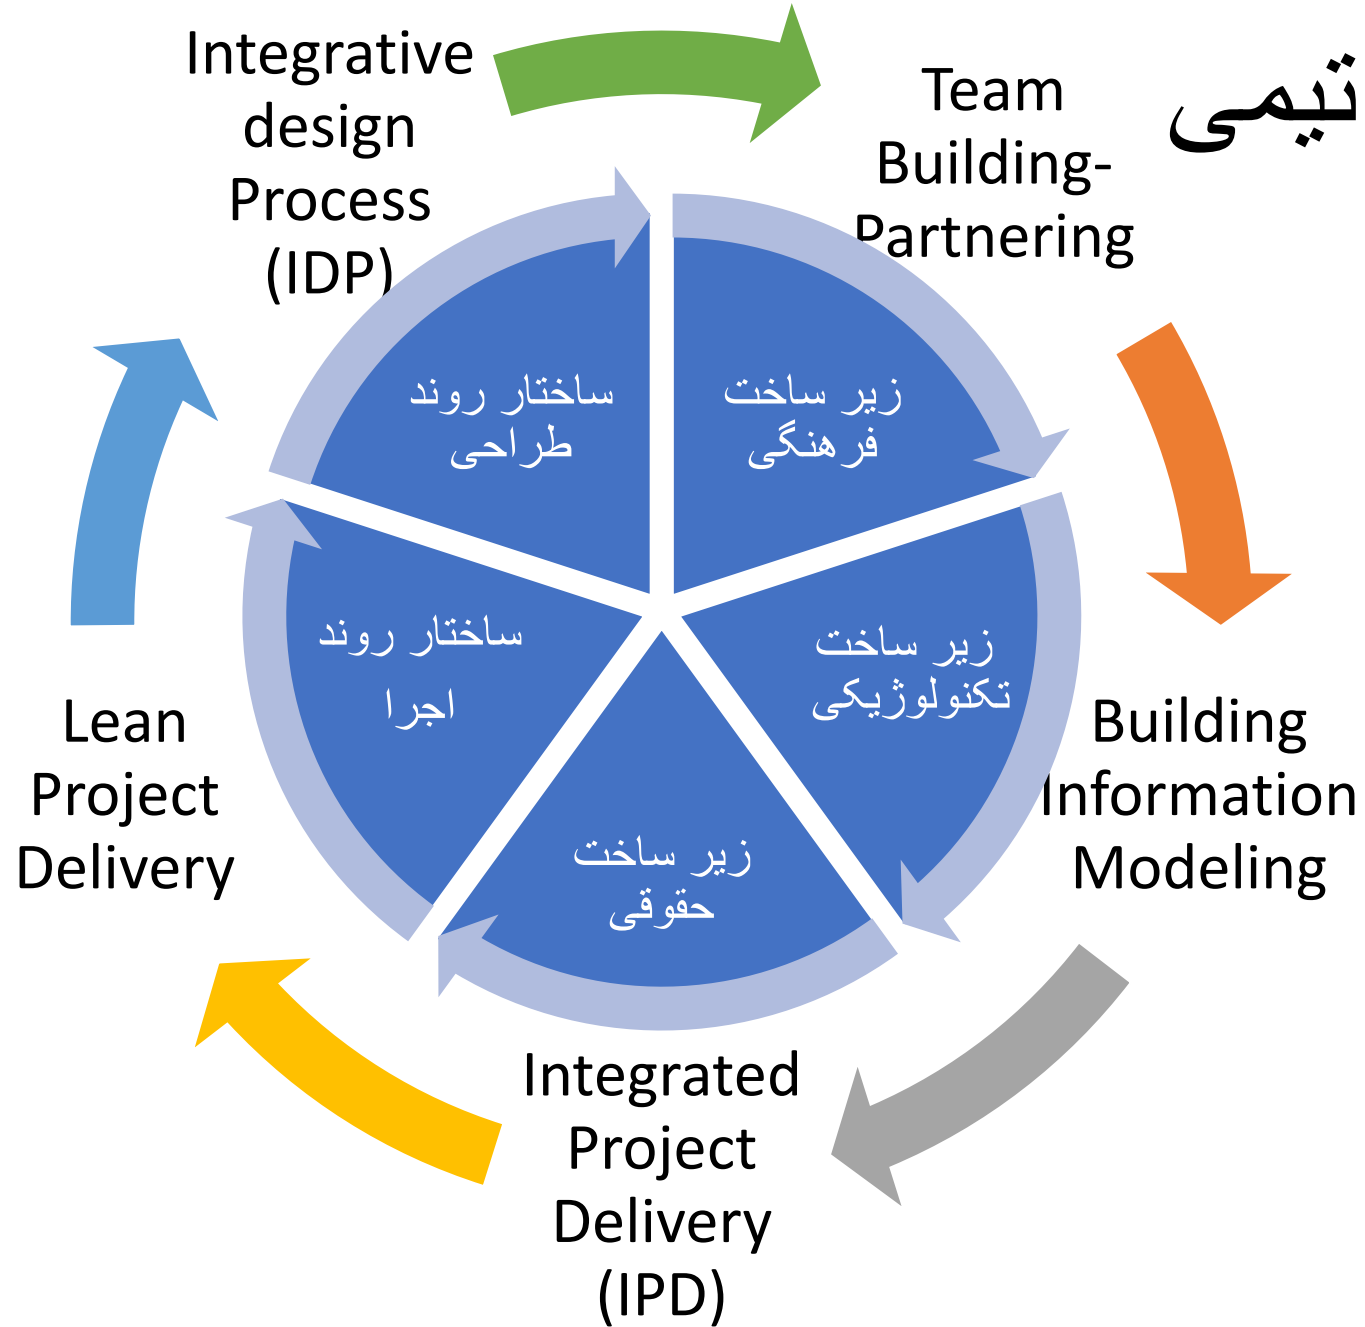 Integrative
design
Process
(IDP)
Team
Building-
Partnering
تیمی
ساختار روند
طراحی
زیر ساخت
فرهنگی
ساختار روند
اجرا
زیر ساخت
تکنولوژیکی
زیر ساخت
حقوقی
Lean
Project
Delivery
Building
Information
Modeling
Integrated
Project
Delivery
(IPD)